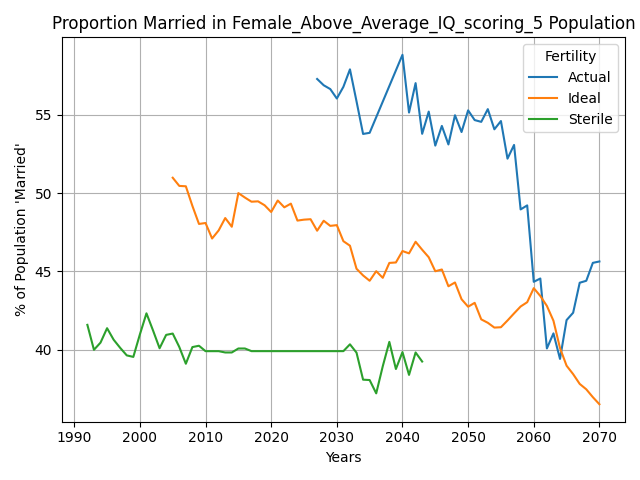 Proportion Married in Female_Above_Average_IQ_scoring_5 Population
Fertility
Actual
Ideal
Sterile
% of Population 'Married'
55
50
45
40
1990 2000 2010 2020 2030 2040 2050 2060 2070
Years